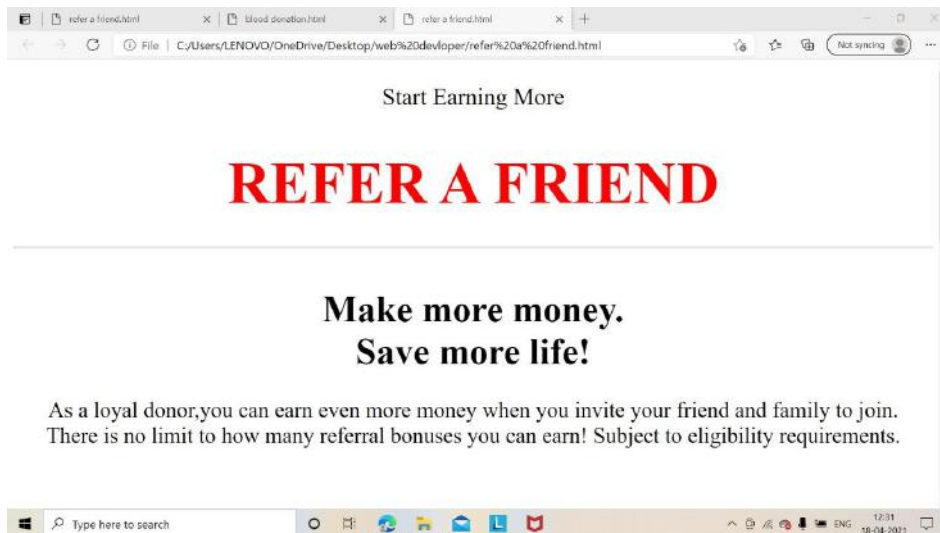 refer a friend.html
blood donation.html
refer a friend.html
File | C:/Users/LENOVO/OneDrive/Desktop/web%20devloper/refer%20a%20friend.html
Not syncing
Start Earning More
REFER A FRIEND
Make more money.
Save more life!
As a loyal donor,you can earn even more money when you invite your friend and family to join.
There is no limit to how many referral bonuses you can earn! Subject to eligibility requirements.
Type here to search
L
ENG
12:31
18-04-2021